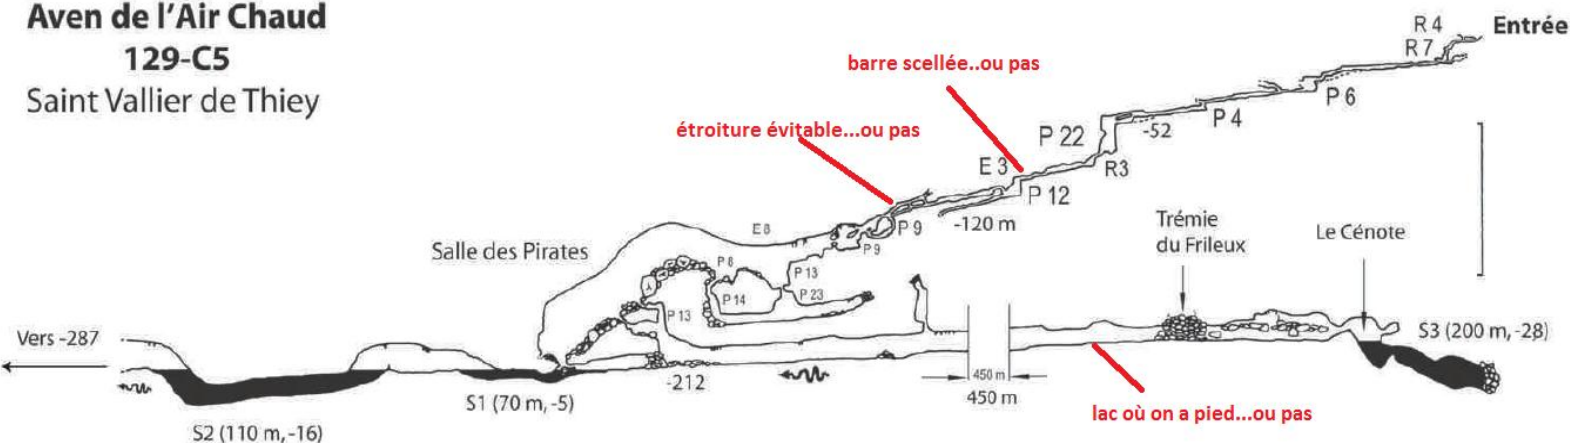 Aven de l'Air Chaud
129-C5
Saint Vallier de Thiey
R 4
Entrée
R 7
barre scellée..ou pas
P 6
étroiture évitable...ou pas
P 4
-52
P 22
R3
E 3
P 12
P 9
-120 m
Trémie
du Frileux
Le Cénote
E 8
Salle des Pirates
P 9
P 8
P 13
P 14
P 23
P 13
Vers -287
S3 (200 m, -28)
-212
450 m
450 m
S1 (70 m, -5)
lac où on a pied...ou pas
S2 (110 m, -16)